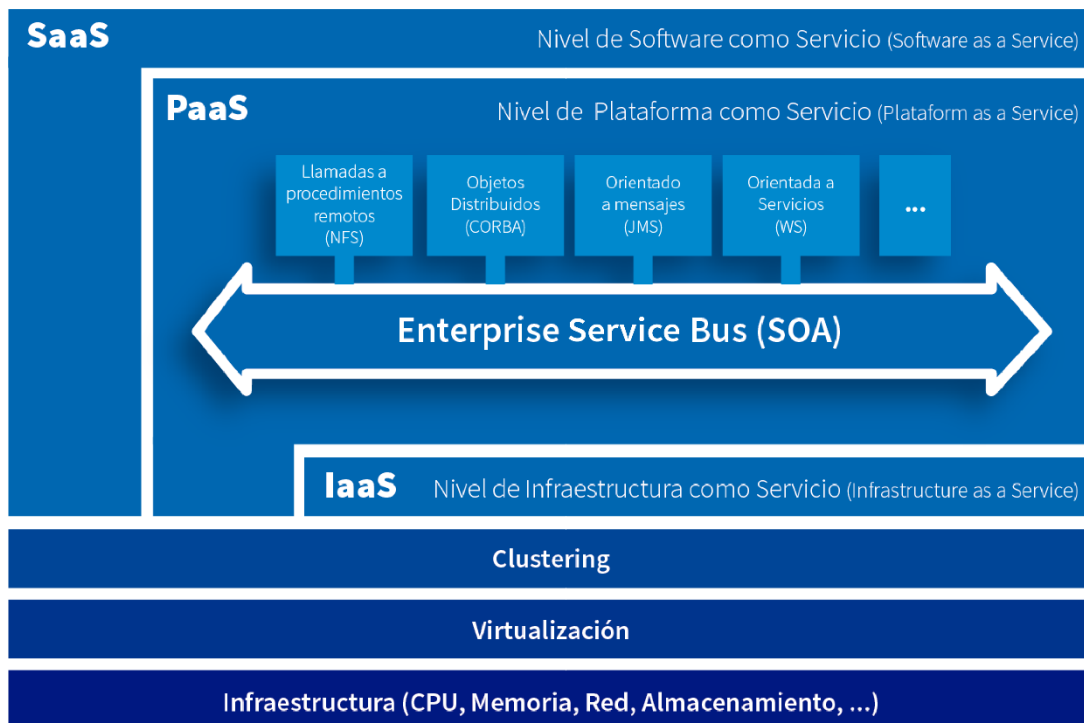 SaaS
Nivel de Software como Servicio (Software as a Service)
PaaS
Nivel de Plataforma como Servicio (Plataform as a Service)
Llamadas a
procedimientos
remotos
(NFS)
Objetos
Distribuidos
(CORBA)
Orientado
a mensajes
(JMS)
Orientada a
Servicios
(WS)
...
Enterprise Service Bus (SOA)
IaaS
Nivel de Infraestructura como Servicio (Infrastructure as a Service)
Clustering
Virtualización
Infraestructura (CPU, Memoria, Red, Almacenamiento, ...)